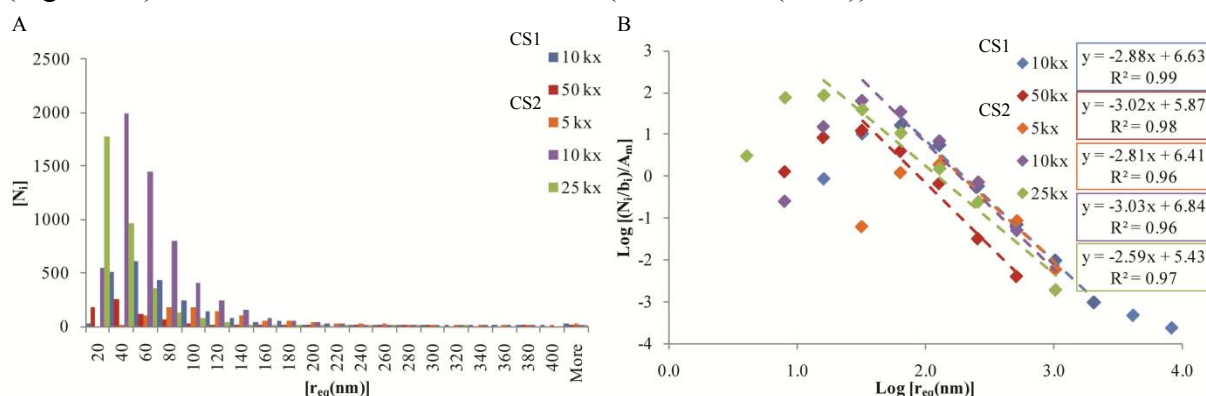 A
CS1
10 kx
50 kx
CS2
5 kx
10 kx
25 kx
2500
2000
1500
1000
500
0
[Ni]
20
40
60
80
100
120
140
160
180
200
220
240
260
280
300
320
340
360
380
400
More
[req(nm)]
B
CS1
10kx
50kx
CS2
5kx
10kx
25kx
y = -2.88x + 6.63
R² = 0.99
y = -3.02x + 5.87
R² = 0.98
y = -2.81x + 6.41
R² = 0.96
y = -3.03x + 6.84
R² = 0.96
y = -2.59x + 5.43
R² = 0.97
3
2
1
0
-1
-2
-3
-4
Log [(Ni/bi)/Am]
0.0 1.0 2.0 3.0 4.0
Log [req(nm)]